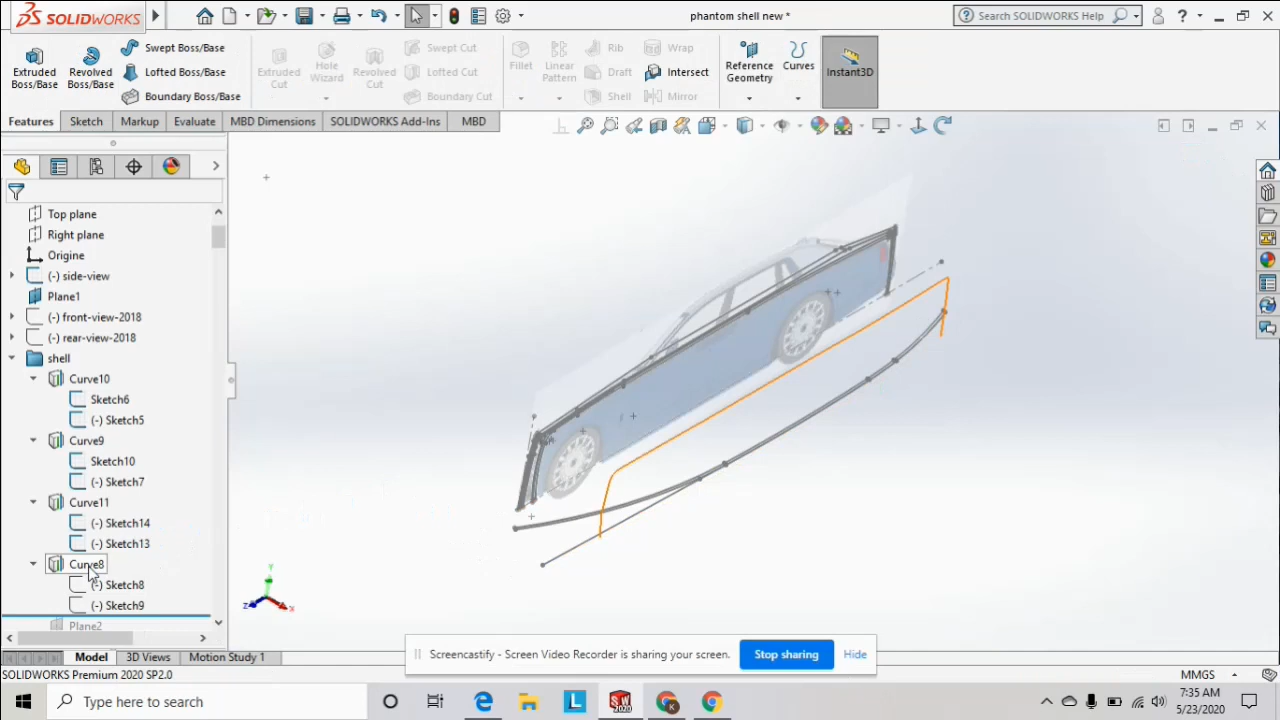 SOLIDWORKS
phantom shell new *
Search SOLIDWORKS Help
?
Extruded Boss/Base
Revolved Boss/Base
Swept Boss/Base
Lofted Boss/Base
Boundary Boss/Base
Extruded Cut
Hole Wizard
Revolved Cut
Swept Cut
Lofted Cut
Boundary Cut
Fillet
Linear Pattern
Rib
Draft
Shell
Wrap
Intersect
Mirror
Reference Geometry
Curves
Instant3D
Features
Sketch
Markup
Evaluate
MBD Dimensions
SOLIDWORKS Add-Ins
MBD
Top plane
Right plane
Origine
(-) side-view
Plane1
(-) front-view-2018
(-) rear-view-2018
shell
Curve10
Sketch6
(-) Sketch5
Curve9
Sketch10
(-) Sketch7
Curve11
(-) Sketch14
(-) Sketch13
Curve8
(-) Sketch8
(-) Sketch9
Plane2
Y
Z
X
Screencastify - Screen Video Recorder is sharing your screen.
Stop sharing
Hide
Model
3D Views
Motion Study 1
SOLIDWORKS Premium 2020 SP2.0
MMGS
Type here to search
7:35 AM
5/23/2020